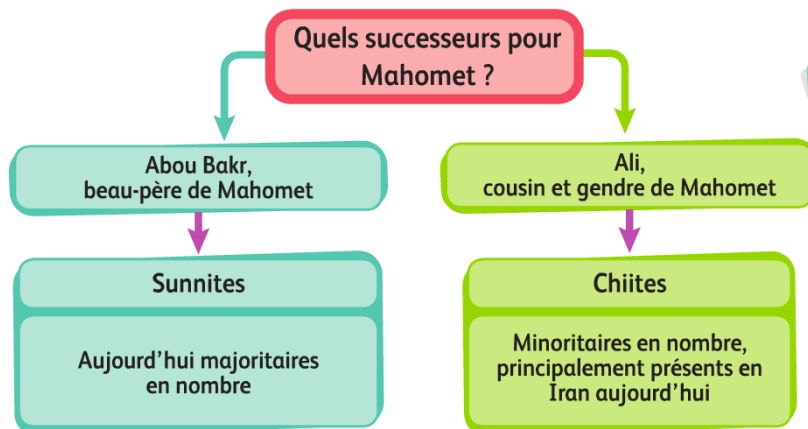 Quels successeurs pour
Mahomet ?
Abou Bakr,
beau-père de Mahomet
Ali,
cousin et gendre de Mahomet
Sunnites
Chiites
Aujourd'hui majoritaires
en nombre
Minoritaires en nombre,
principalement présents en
Iran aujourd'hui